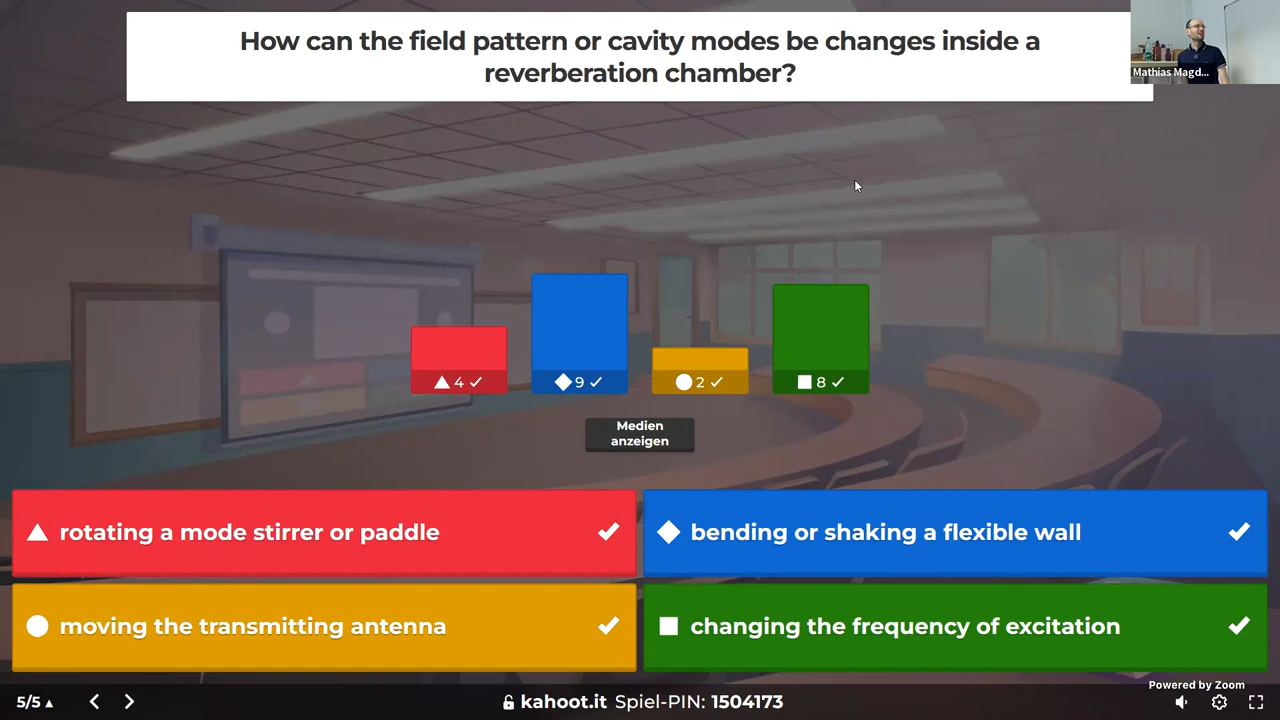 How can the field pattern or cavity modes be changes inside a
reverberation chamber?
Mathias Magd...
4
9
2
8
Medien
anzeigen
rotating a mode stirrer or paddle
bending or shaking a flexible wall
moving the transmitting antenna
changing the frequency of excitation
Powered by Zoom
5/5
kahoot.it Spiel-PIN: 1504173